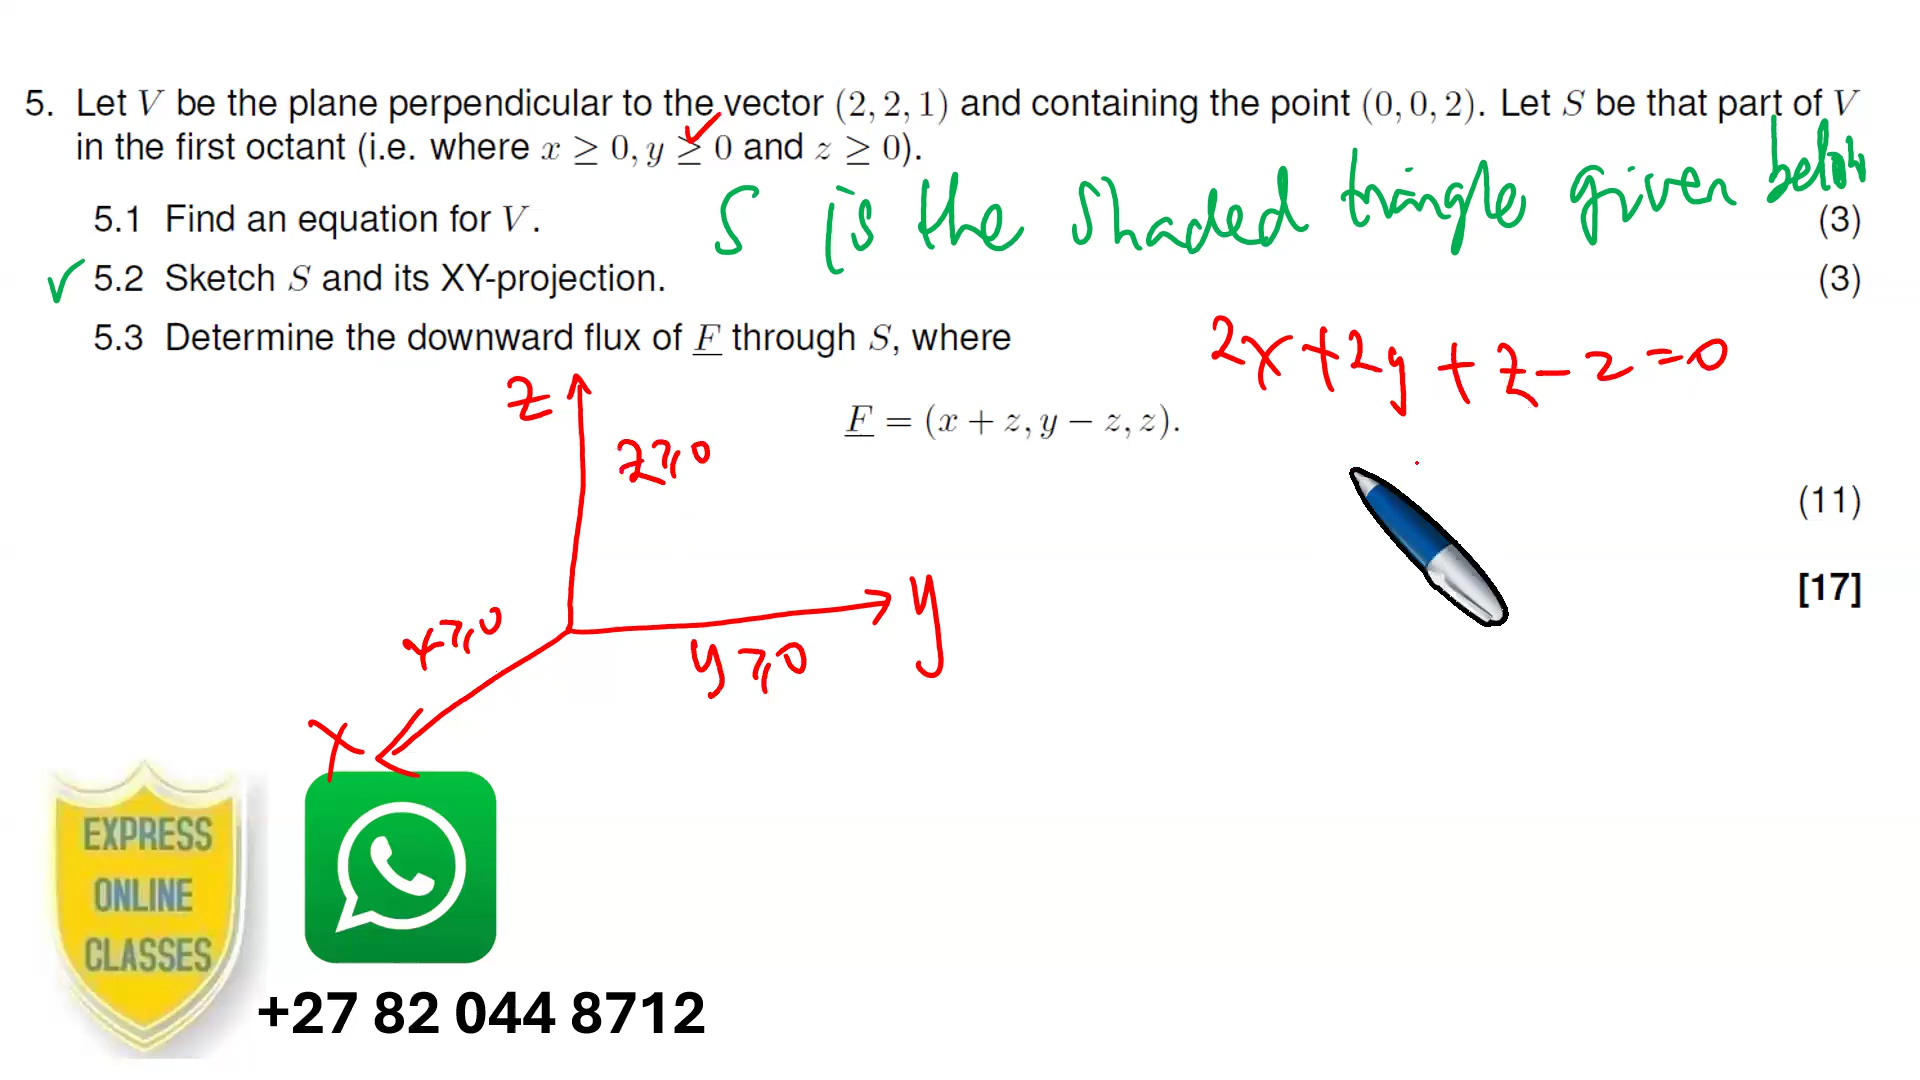 5. Let V be the plane perpendicular to the vector (2, 2, 1) and containing the point (0, 0, 2). Let S be that part of V
in the first octant (i.e. where x ≥ 0, y ≥ 0 and z ≥ 0).
S is the shaded tringle given below
5.1 Find an equation for V. (3)
✓ 5.2 Sketch S and its XY-projection. (3)
5.3 Determine the downward flux of F through S, where
2x+2y+z-2=0
F = (x + z, y − z, z).
(11)
[17]
z
z⩾0
x⩾0
y
y⩾0
x
EXPRESS
ONLINE
CLASSES
+27 82 044 8712